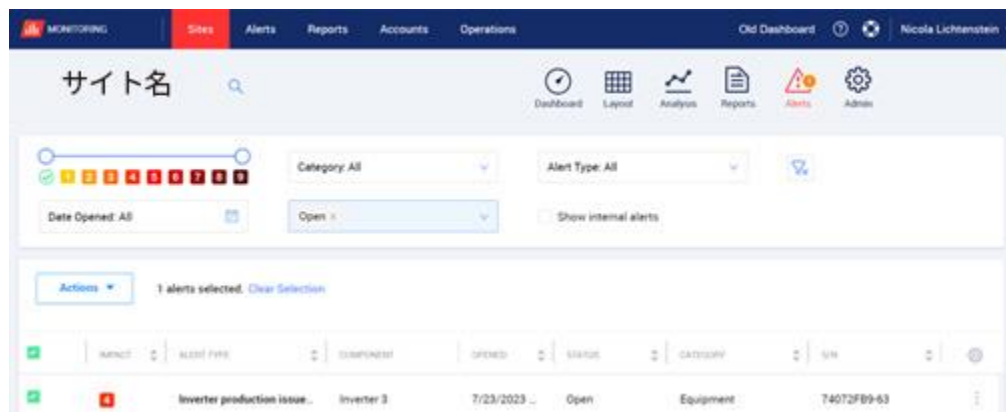 MONITORING Sites Alerts Reports Accounts Operations Old Dashboard Nicola Lichtenstein
サイト名
Dashboard Layout Analysis Reports Alerts Admin
1 2 3 4 5 6 7 8 9
Category: All
Alert Type: All
Date Opened: All
Open ×
Show internal alerts
Actions 1 alerts selected. Clear Selection
IMPACT ALERT TYPE COMPONENT OPENED STATUS CATEGORY S/N
4 Inverter production issue... Inverter 3 7/23/2023 ... Open Equipment 74072FB9-63